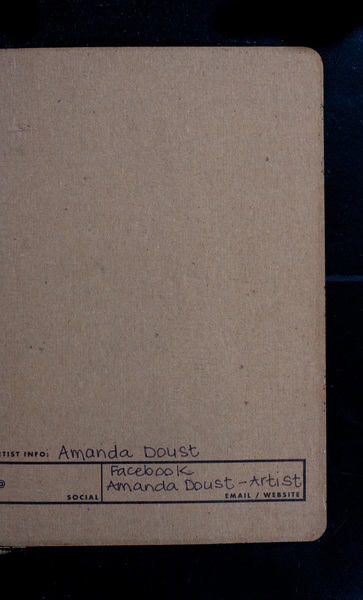 TIST INFO: Amanda Doust
Facebook
@
Amanda Doust - Artist
SOCIAL
EMAIL / WEBSITE